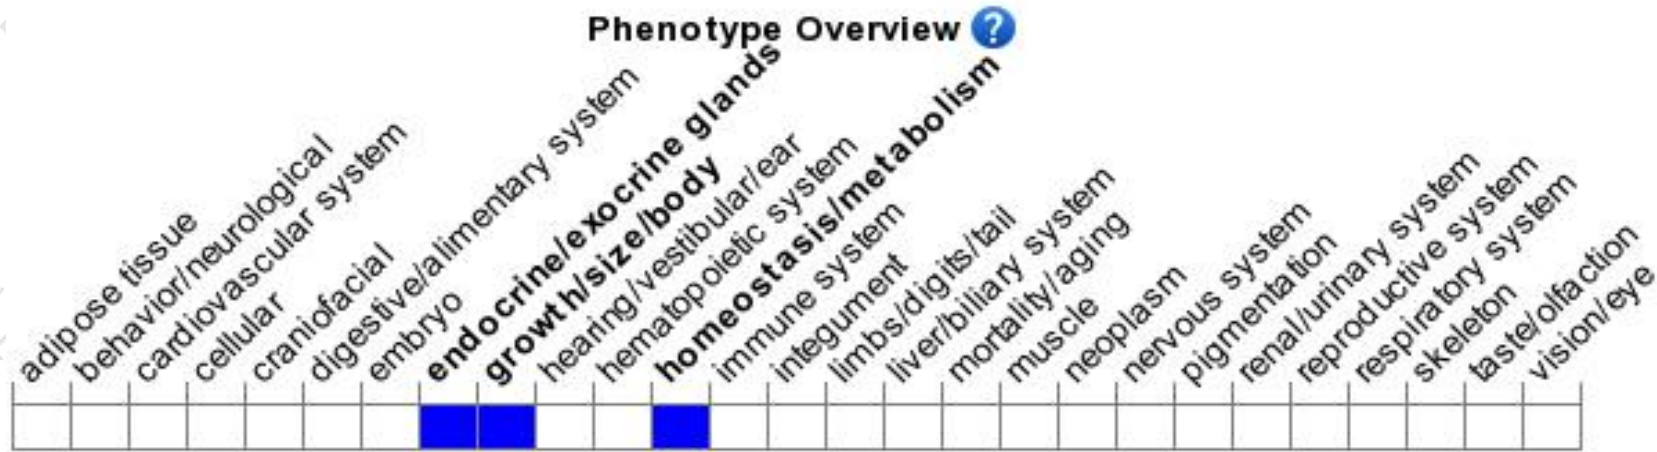 Phenotype Overview ?
adipose tissue
behavior/neurological
cardiovascular system
cellular
craniofacial
digestive/alimentary system
embryo
endocrine/exocrine glands
growth/size/body
hearing/vestibular/ear
hematopoietic system
homeostasis/metabolism
immune system
integument
limbs/digits/tail
liver/biliary system
mortality/aging
muscle
neoplasm
nervous system
pigmentation
renal/urinary system
reproductive system
respiratory system
skeleton
taste/olfaction
vision/eye